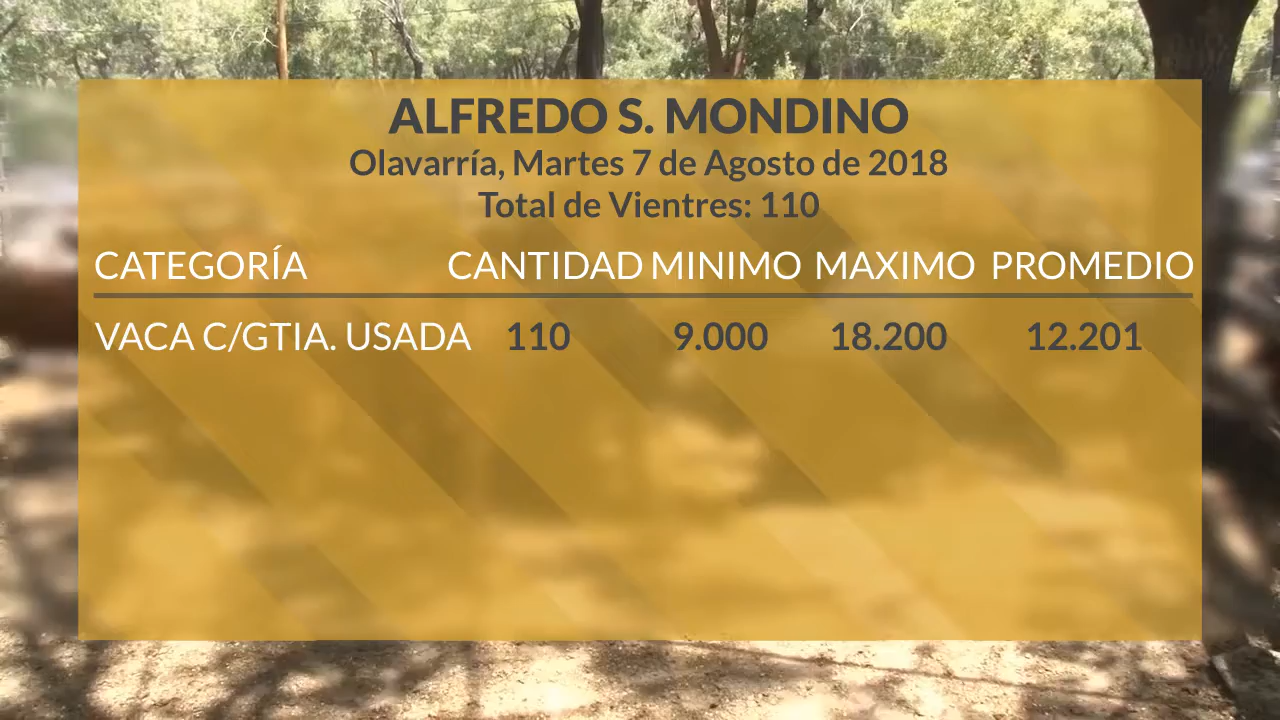 ALFREDO S. MONDINO
Olavarría, Martes 7 de Agosto de 2018
Total de Vientres: 110
CATEGORÍA CANTIDAD MINIMO MAXIMO PROMEDIO
VACA C/GTIA. USADA 110 9.000 18.200 12.201